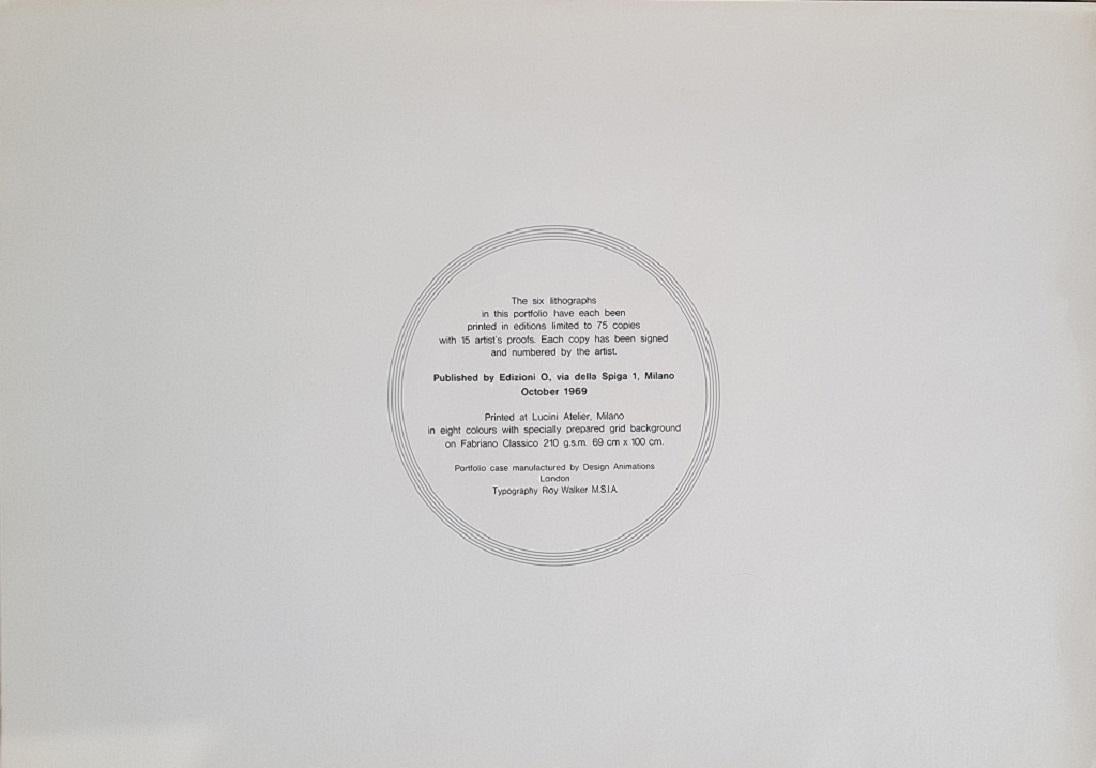 The six lithographs
in this portfolio have each been
printed in editions limited to 75 copies
with 15 artist's proofs. Each copy has been signed
and numbered by the artist.
Published by Edizioni O, via della Spiga 1, Milano
October 1969
Printed at Lucini Atelier, Milano
in eight colours with specially prepared grid background
on Fabriano Classico 210 g.s.m. 69 cm x 100 cm.
Portfolio case manufactured by Design Animations
London
Typography Roy Walker M.S.I.A.